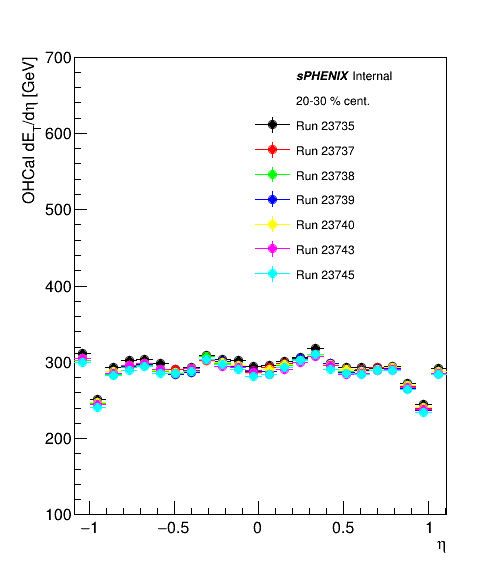 700
600
500
400
300
200
100
OHCal dE_T/dη [GeV]
sPHENIX Internal
20-30 % cent.
Run 23735
Run 23737
Run 23738
Run 23739
Run 23740
Run 23743
Run 23745
−1 −0.5 0 0.5 1
η